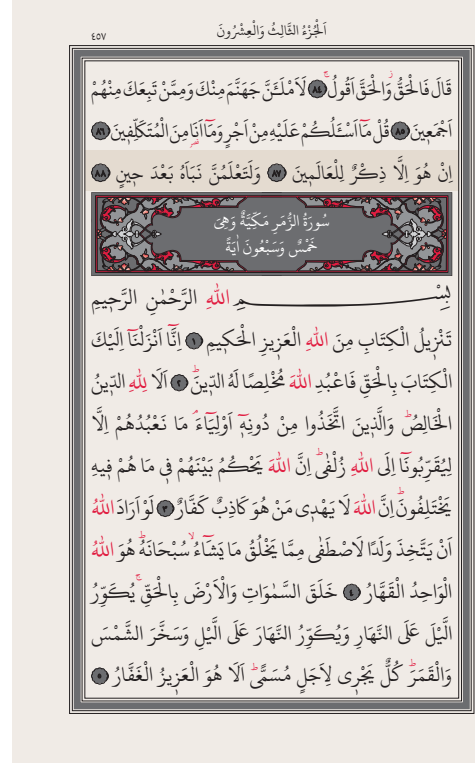 اَلْجُزْءُ الثَّالِثُ وَالْعِشْرُونَ
٤٥٧
قَالَ فَالْحَقُّ وَالْحَقَّ اَقُولُۚ ٨٤ لَاَمْلَـَٔنَّ جَهَنَّمَ مِنْكَ وَمِمَّنْ تَبِعَكَ مِنْهُمْ
اَجْمَعٖينَ ٨٥ قُلْ مَٓا اَسْـَٔلُكُمْ عَلَيْهِ مِنْ اَجْرٍ وَمَٓا اَنَا۬ مِنَ الْمُتَكَلِّفٖينَ ٨٦
اِنْ هُوَ اِلَّا ذِكْرٌ لِلْعَالَمٖينَ ٨٧ وَلَتَعْلَمُنَّ نَبَاَهُ بَعْدَ حٖينٍ ٨٨
سُورَةُ الزُّمَرِ مَكِّيَّةٌ وَهِىَ
خَمْسٌ وَسَبْعُونَ اٰيَةً
بِسْمِ اللّٰهِ الرَّحْمٰنِ الرَّحٖيمِ
تَنْزٖيلُ الْكِتَابِ مِنَ اللّٰهِ الْعَزٖيزِ الْحَكٖيمِ ١ اِنَّٓا اَنْزَلْنَٓا اِلَيْكَ
الْكِتَابَ بِالْحَقِّ فَاعْبُدِ اللّٰهَ مُخْلِصًا لَهُ الدّٖينَؕ ٢ اَلَا لِلّٰهِ الدّٖينُ
الْخَالِصُؕ وَالَّذٖينَ اتَّخَذُوا مِنْ دُونِهٖٓ اَوْلِيَٓاءَۘ مَا نَعْبُدُهُمْ اِلَّا
لِيُقَرِّبُونَٓا اِلَى اللّٰهِ زُلْفٰىؕ اِنَّ اللّٰهَ يَحْكُمُ بَيْنَهُمْ فٖى مَا هُمْ فٖيهِ
يَخْتَلِفُونَؕ اِنَّ اللّٰهَ لَا يَهْدٖى مَنْ هُوَ كَاذِبٌ كَفَّارٌ ٣ لَوْ اَرَادَ اللّٰهُ
اَنْ يَتَّخِذَ وَلَدًا لَاصْطَفٰى مِمَّا يَخْلُقُ مَا يَشَٓاءُۙ سُبْحَانَهُؕ هُوَ اللّٰهُ
الْوَاحِدُ الْقَهَّارُ ٤ خَلَقَ السَّمٰوَاتِ وَالْاَرْضَ بِالْحَقِّۚ يُكَوِّرُ
الَّيْلَ عَلَى النَّهَارِ وَيُكَوِّرُ النَّهَارَ عَلَى الَّيْلِ وَسَخَّرَ الشَّمْسَ
وَالْقَمَرَؕ كُلٌّ يَجْرٖى لِاَجَلٍ مُسَمًّىؕ اَلَا هُوَ الْعَزٖيزُ الْغَفَّارُ ٥